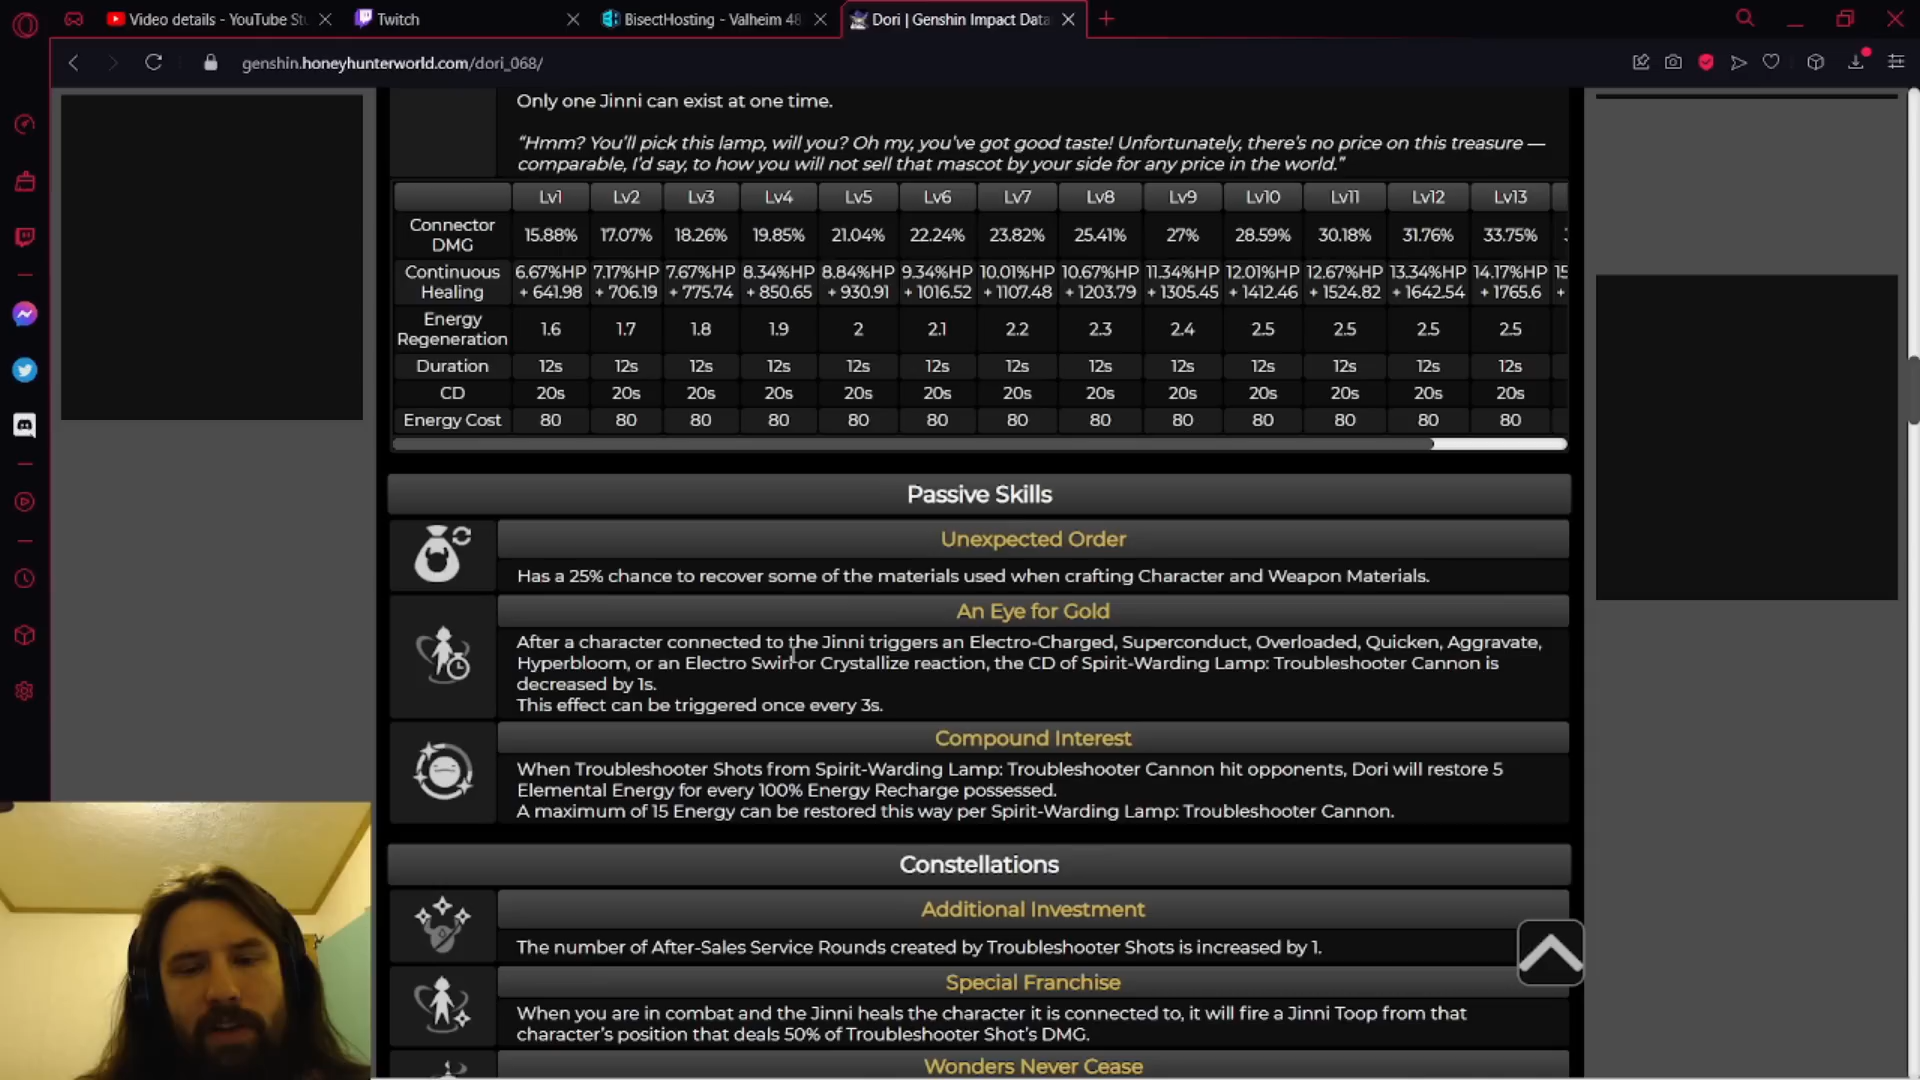 Video details - YouTube St
Twitch
BisectHosting - Valheim 48
Dori | Genshin Impact Data
genshin.honeyhunterworld.com/dori_068/
Only one Jinni can exist at one time.
“Hmm? You’ll pick this lamp, will you? Oh my, you’ve got good taste! Unfortunately, there’s no price on this treasure —
comparable, I’d say, to how you will not sell that mascot by your side for any price in the world.”
Lv1 Lv2 Lv3 Lv4 Lv5 Lv6 Lv7 Lv8 Lv9 Lv10 Lv11 Lv12 Lv13
Connector
DMG 15.88% 17.07% 18.26% 19.85% 21.04% 22.24% 23.82% 25.41% 27% 28.59% 30.18% 31.76% 33.75%
Continuous 6.67%HP 7.17%HP 7.67%HP 8.34%HP 8.84%HP 9.34%HP 10.01%HP 10.67%HP 11.34%HP 12.01%HP 12.67%HP 13.34%HP 14.17%HP 15
Healing + 641.98 + 706.19 + 775.74 + 850.65 + 930.91 + 1016.52 + 1107.48 + 1203.79 + 1305.45 + 1412.46 + 1524.82 + 1642.54 + 1765.6 +
Energy
Regeneration 1.6 1.7 1.8 1.9 2 2.1 2.2 2.3 2.4 2.5 2.5 2.5 2.5
Duration 12s 12s 12s 12s 12s 12s 12s 12s 12s 12s 12s 12s 12s
CD 20s 20s 20s 20s 20s 20s 20s 20s 20s 20s 20s 20s 20s
Energy Cost 80 80 80 80 80 80 80 80 80 80 80 80 80
Passive Skills
Unexpected Order
Has a 25% chance to recover some of the materials used when crafting Character and Weapon Materials.
An Eye for Gold
After a character connected to the Jinni triggers an Electro-Charged, Superconduct, Overloaded, Quicken, Aggravate,
Hyperbloom, or an Electro Swirl or Crystallize reaction, the CD of Spirit-Warding Lamp: Troubleshooter Cannon is
decreased by 1s.
This effect can be triggered once every 3s.
Compound Interest
When Troubleshooter Shots from Spirit-Warding Lamp: Troubleshooter Cannon hit opponents, Dori will restore 5
Elemental Energy for every 100% Energy Recharge possessed.
A maximum of 15 Energy can be restored this way per Spirit-Warding Lamp: Troubleshooter Cannon.
Constellations
Additional Investment
The number of After-Sales Service Rounds created by Troubleshooter Shots is increased by 1.
Special Franchise
When you are in combat and the Jinni heals the character it is connected to, it will fire a Jinni Toop from that
character’s position that deals 50% of Troubleshooter Shot’s DMG.
Wonders Never Cease